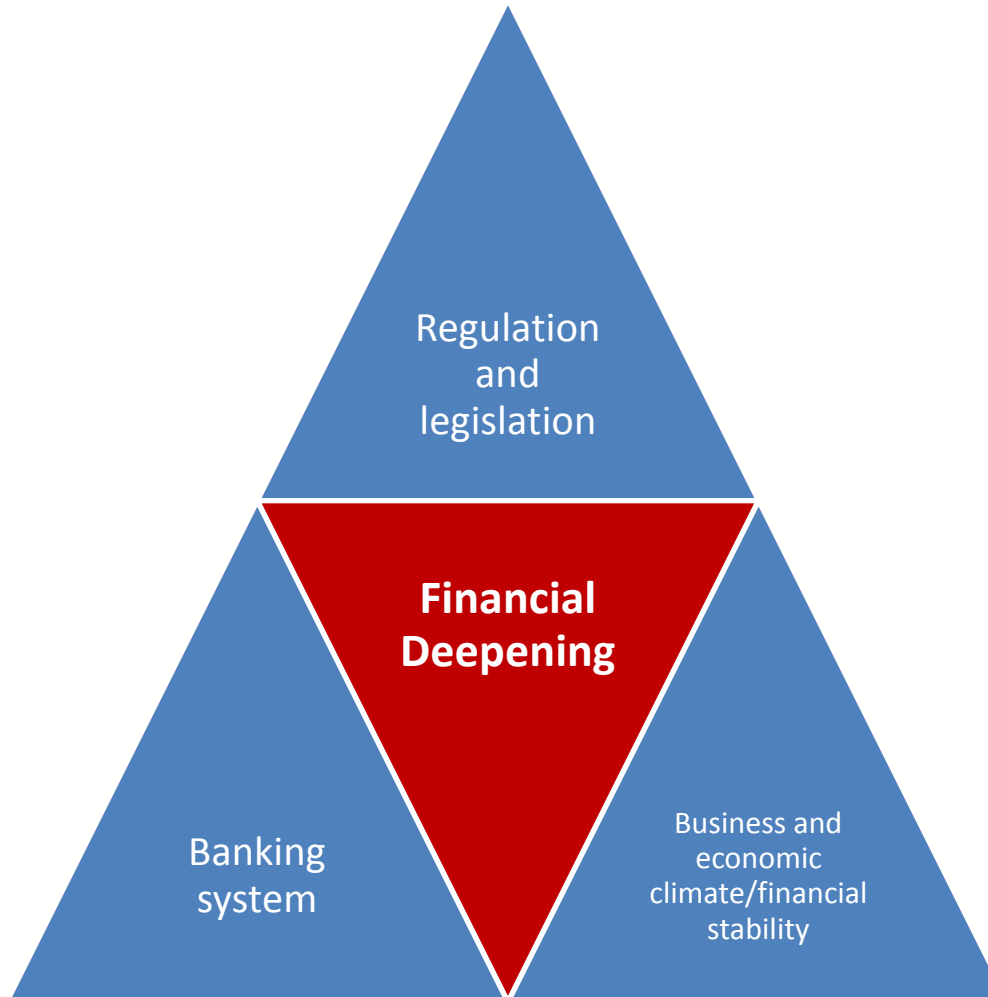 Regulation
and
legislation
Financial
Deepening
Banking
system
Business and
economic
climate/financial
stability